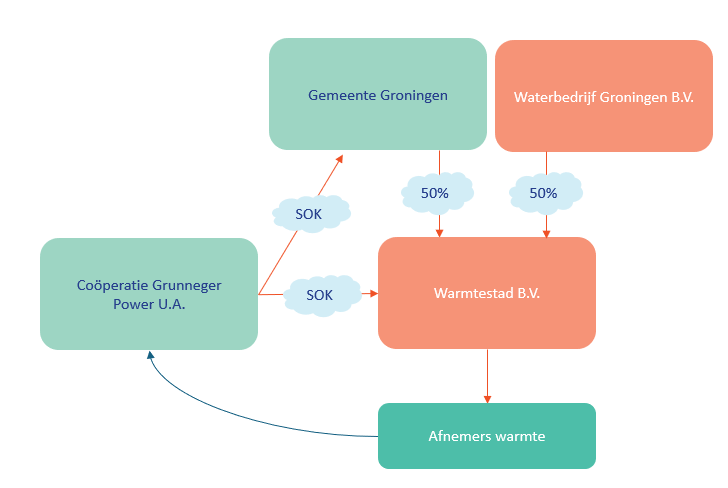 Gemeente Groningen
Waterbedrijf Groningen B.V.
50%
50%
SOK
Coöperatie Grunneger
Power U.A.
SOK
Warmtestad B.V.
Afnemers warmte